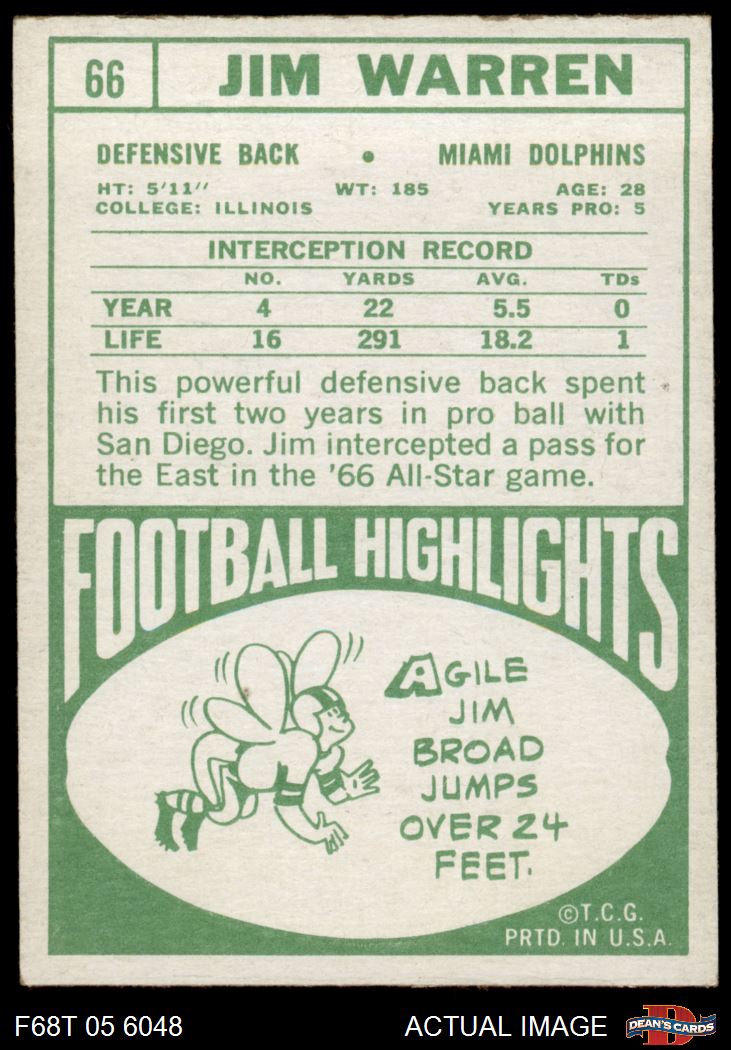 66 JIM WARREN
DEFENSIVE BACK • MIAMI DOLPHINS
HT: 5'11" WT: 185 AGE: 28
COLLEGE: ILLINOIS YEARS PRO: 5
INTERCEPTION RECORD
NO. YARDS AVG. TDs
YEAR 4 22 5.5 0
LIFE 16 291 18.2 1
This powerful defensive back spent
his first two years in pro ball with
San Diego. Jim intercepted a pass for
the East in the '66 All-Star game.
FOOTBALL HIGHLIGHTS
AGILE
JIM
BROAD
JUMPS
OVER 24
FEET.
©T.C.G.
PRTD. IN U.S.A.
F68T 05 6048 ACTUAL IMAGE DEAN'S CARDS